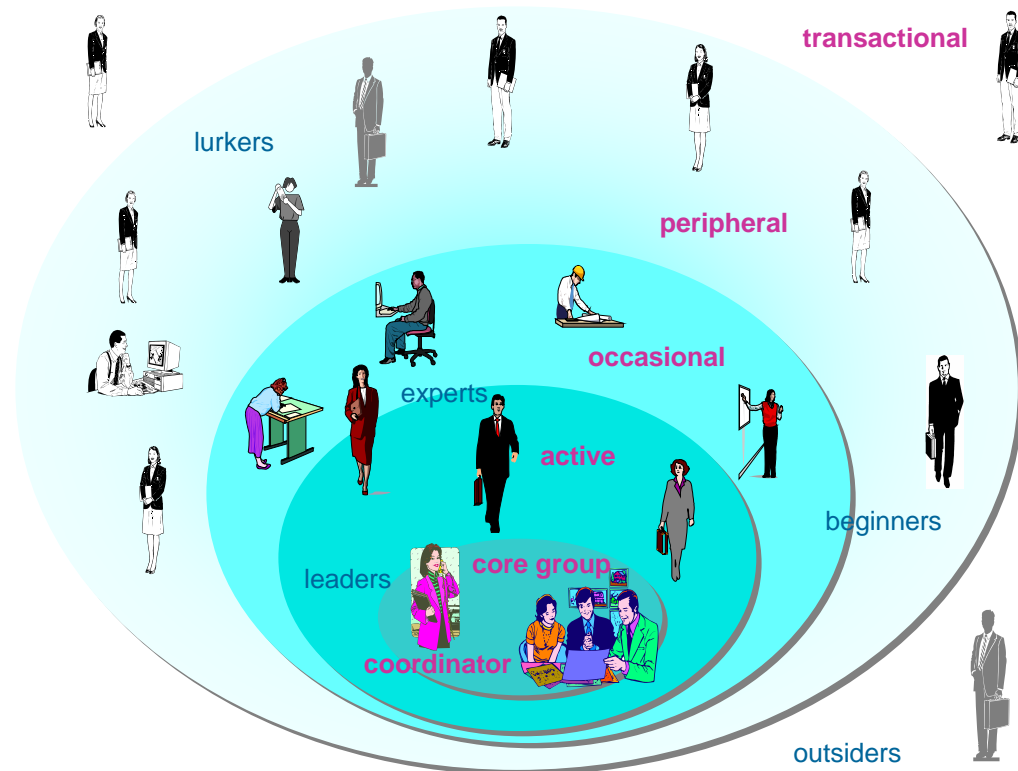 transactional
lurkers
peripheral
occasional
experts
active
beginners
core group
leaders
coordinator
outsiders